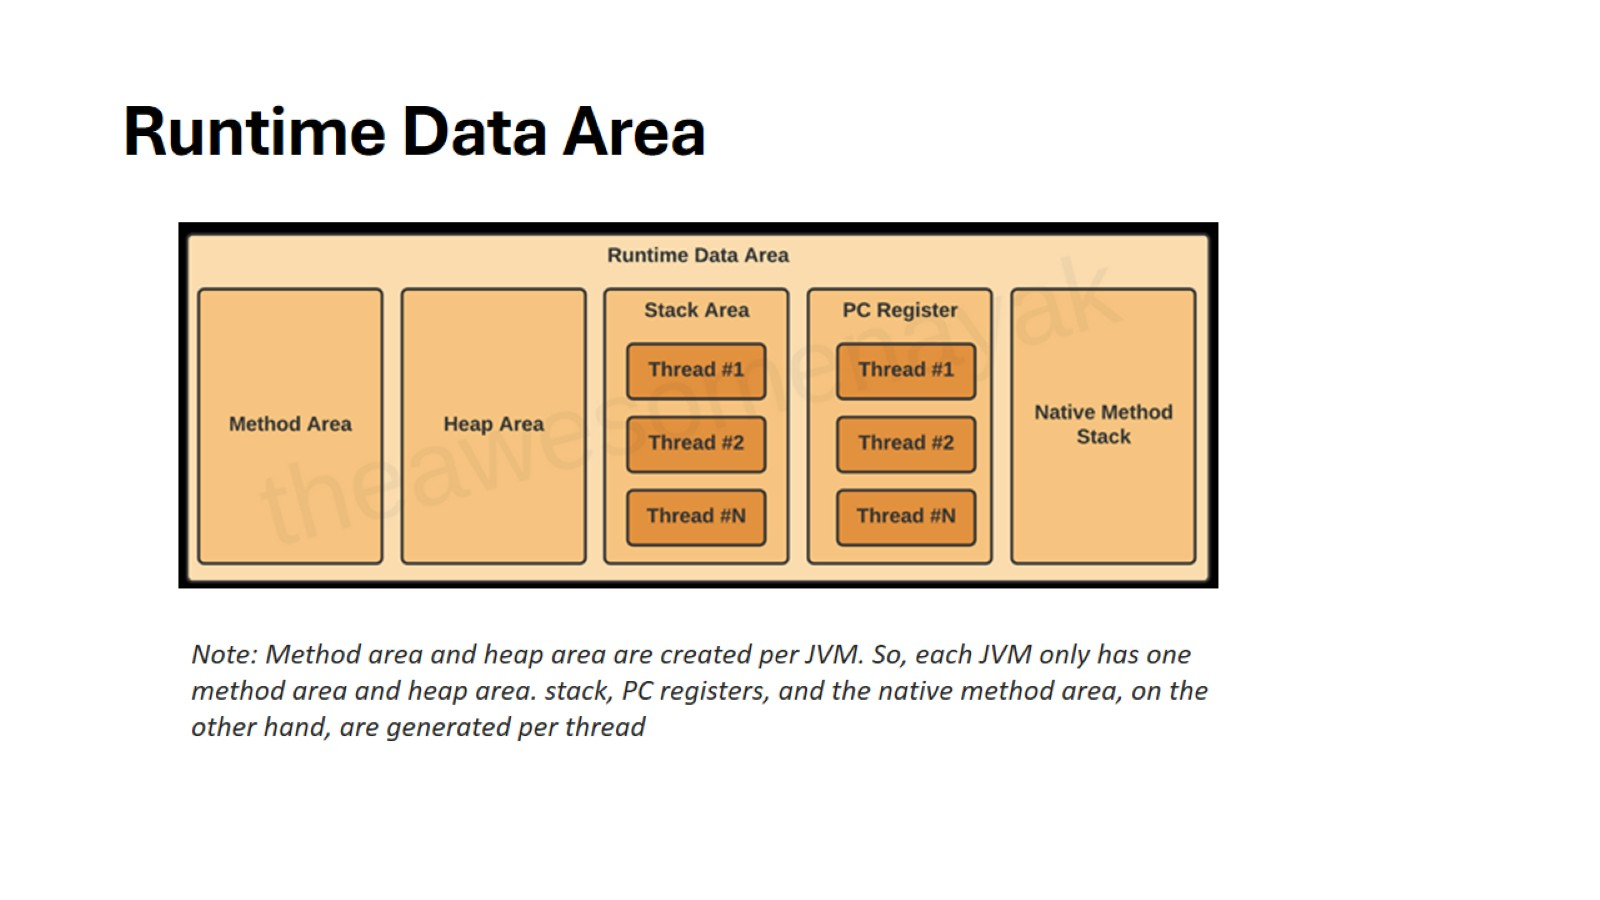 Runtime Data Area
Runtime Data Area
Method Area
Heap Area
Stack Area
Thread #1
Thread #2
Thread #N
PC Register
Thread #1
Thread #2
Thread #N
Native Method
Stack
theawesomenayak
Note: Method area and heap area are created per JVM. So, each JVM only has one
method area and heap area. stack, PC registers, and the native method area, on the
other hand, are generated per thread